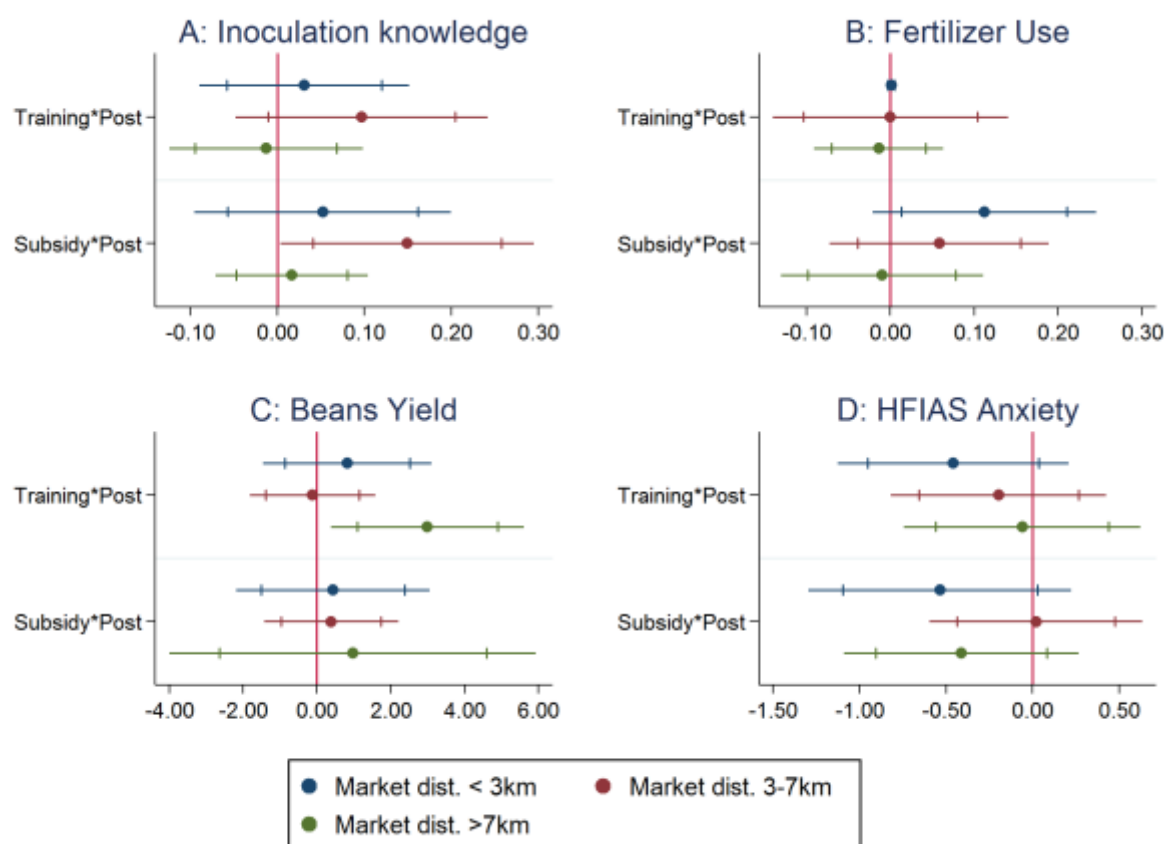 A: Inoculation knowledge
Training*Post
Subsidy*Post
-0.10 0.00 0.10 0.20 0.30
B: Fertilizer Use
Training*Post
Subsidy*Post
-0.10 0.00 0.10 0.20 0.30
C: Beans Yield
Training*Post
Subsidy*Post
-4.00 -2.00 0.00 2.00 4.00 6.00
D: HFIAS Anxiety
Training*Post
Subsidy*Post
-1.50 -1.00 -0.50 0.00 0.50
Market dist. < 3km Market dist. 3-7km
Market dist. >7km